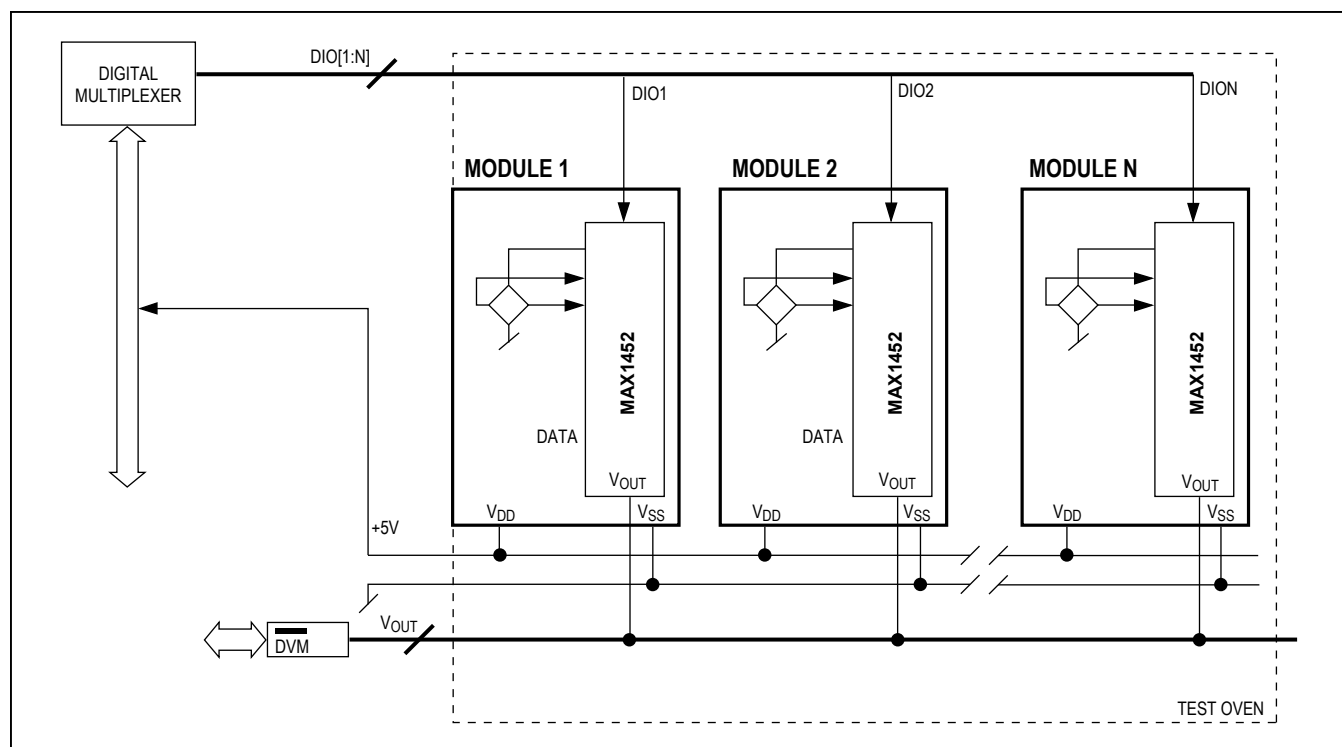 DIGITAL
MULTIPLEXER
DIO[1:N]
DIO1
DIO2
DION
MODULE 1
MODULE 2
MODULE N
MAX1452
MAX1452
MAX1452
DATA
DATA
VOUT
VOUT
VOUT
VDD
VSS
VDD
VSS
VDD
VSS
+5V
VOUT
DVM
TEST OVEN